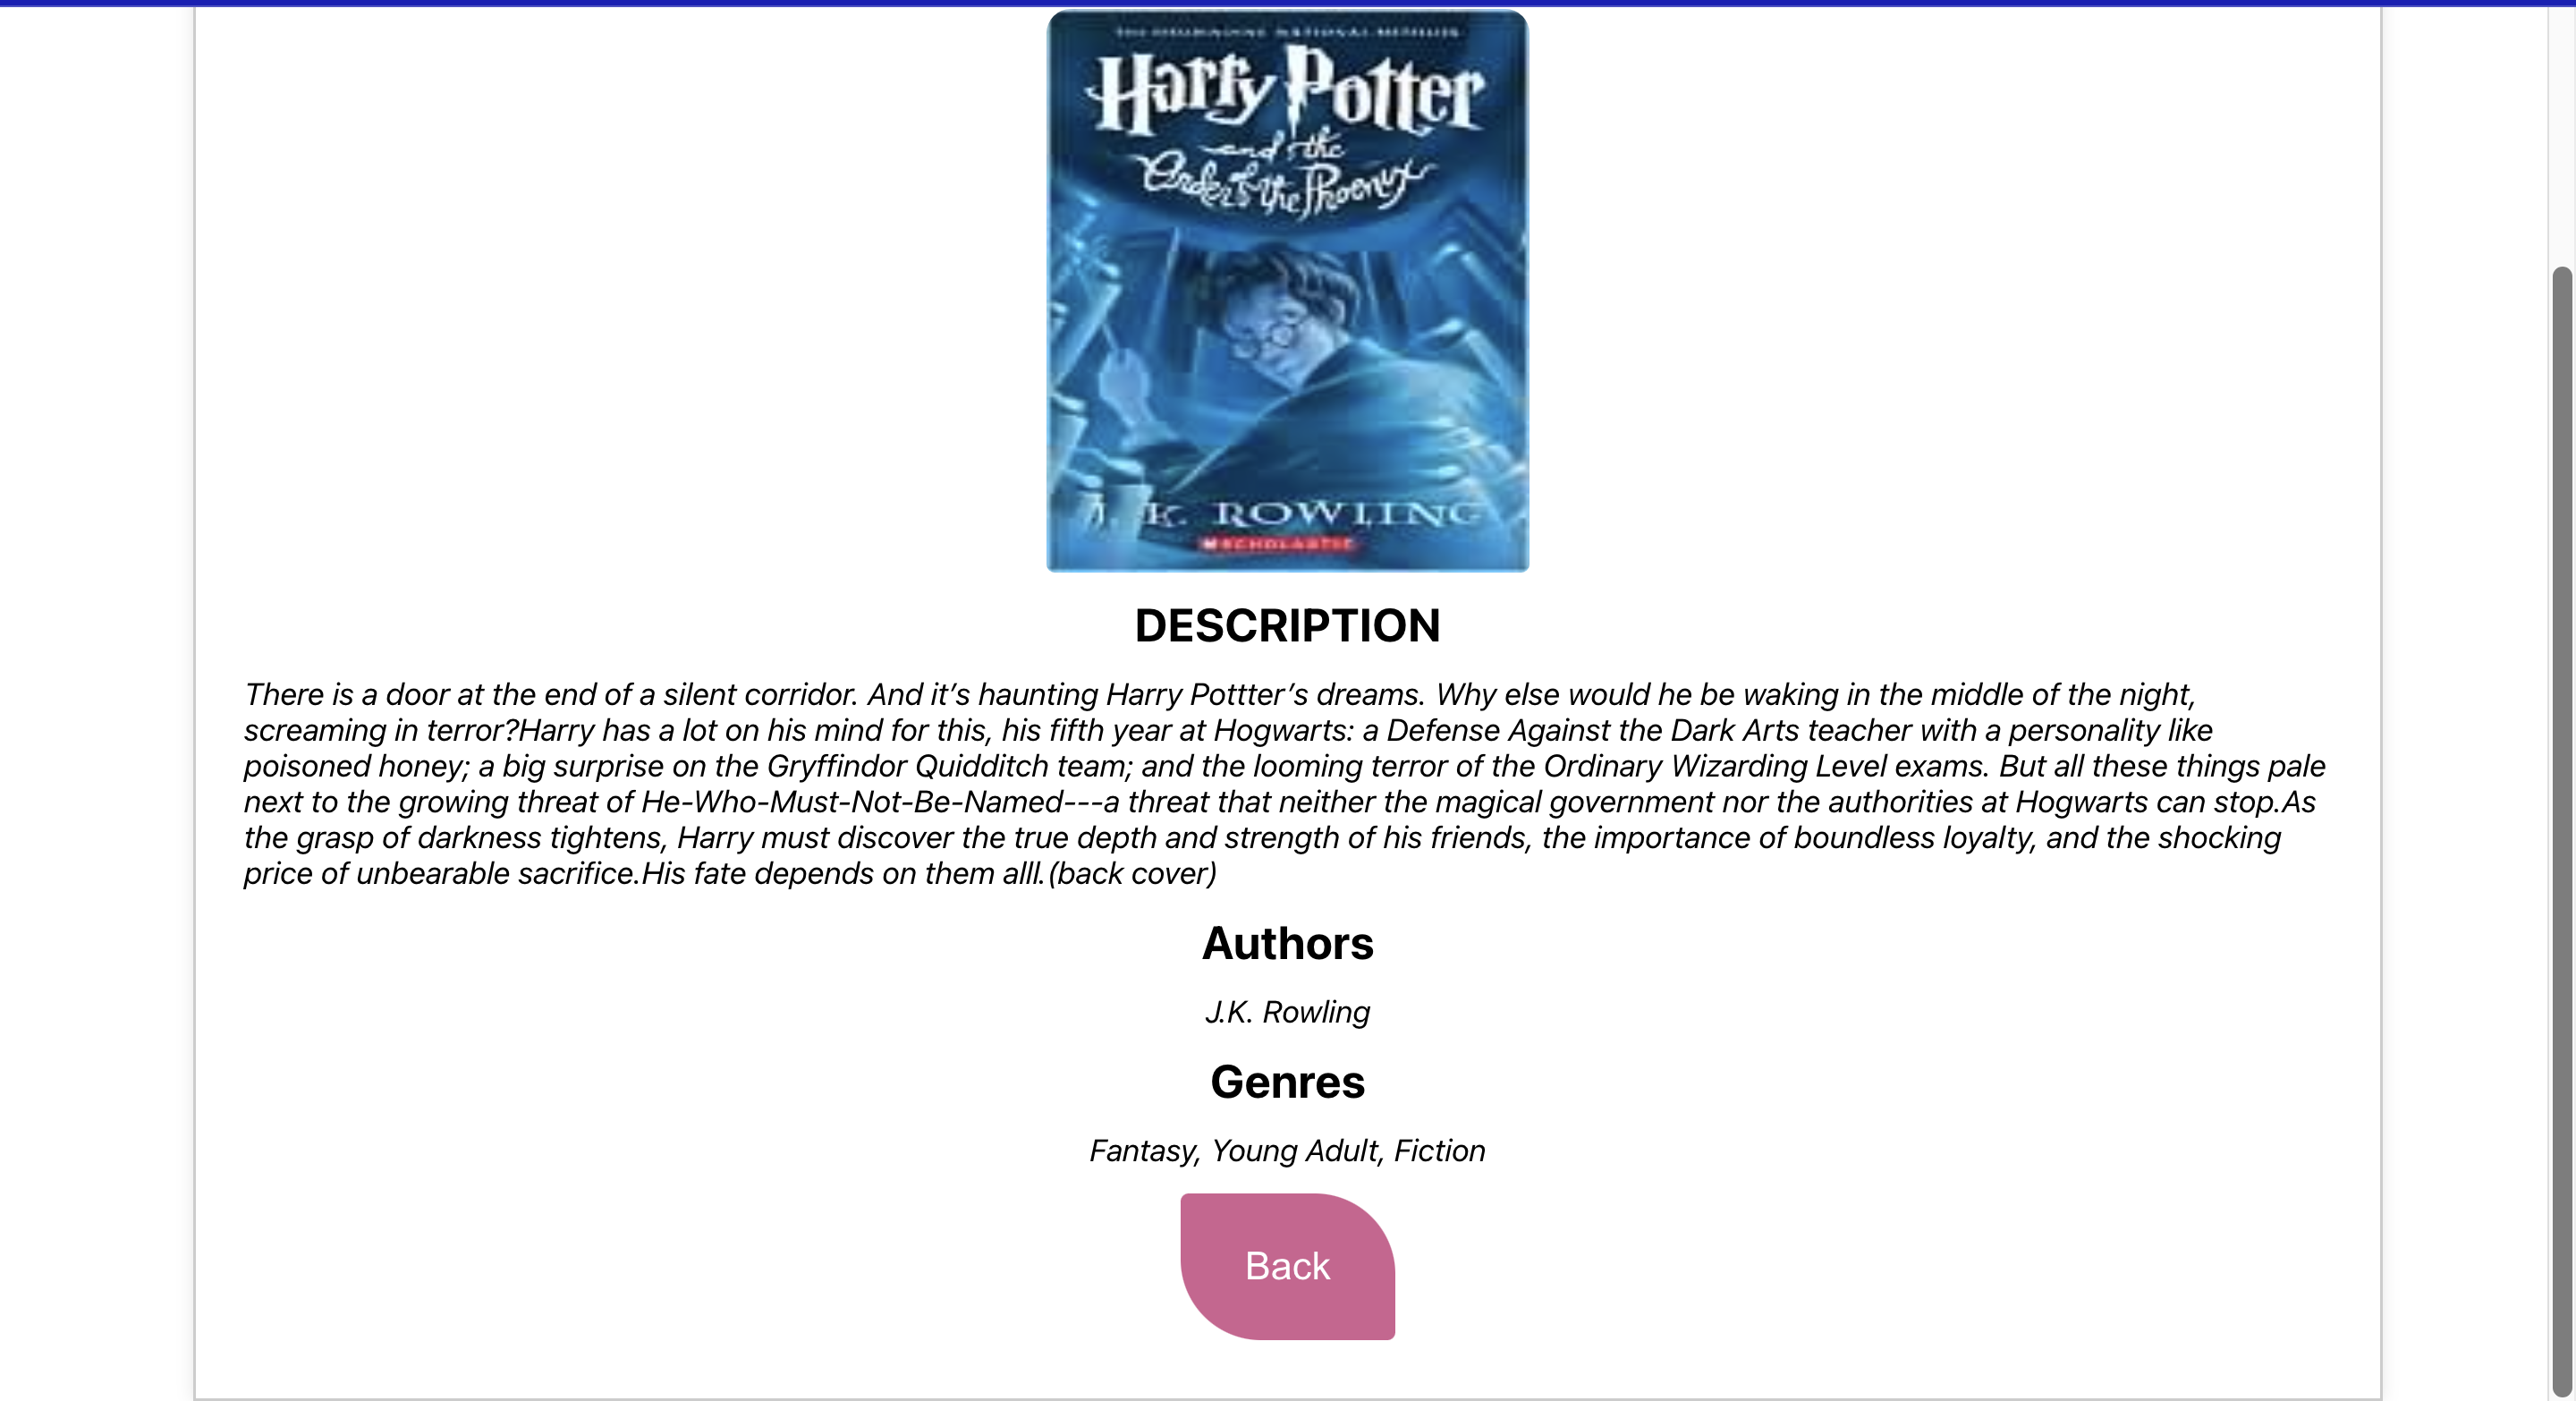 Harry Potter
and the
Order of the Phoenix
J. K. ROWLING
SCHOLASTIC
DESCRIPTION
There is a door at the end of a silent corridor. And it’s haunting Harry Pottter’s dreams. Why else would he be waking in the middle of the night,
screaming in terror?Harry has a lot on his mind for this, his fifth year at Hogwarts: a Defense Against the Dark Arts teacher with a personality like
poisoned honey; a big surprise on the Gryffindor Quidditch team; and the looming terror of the Ordinary Wizarding Level exams. But all these things pale
next to the growing threat of He-Who-Must-Not-Be-Named---a threat that neither the magical government nor the authorities at Hogwarts can stop.As
the grasp of darkness tightens, Harry must discover the true depth and strength of his friends, the importance of boundless loyalty, and the shocking
price of unbearable sacrifice.His fate depends on them alll.(back cover)
Authors
J.K. Rowling
Genres
Fantasy, Young Adult, Fiction
Back